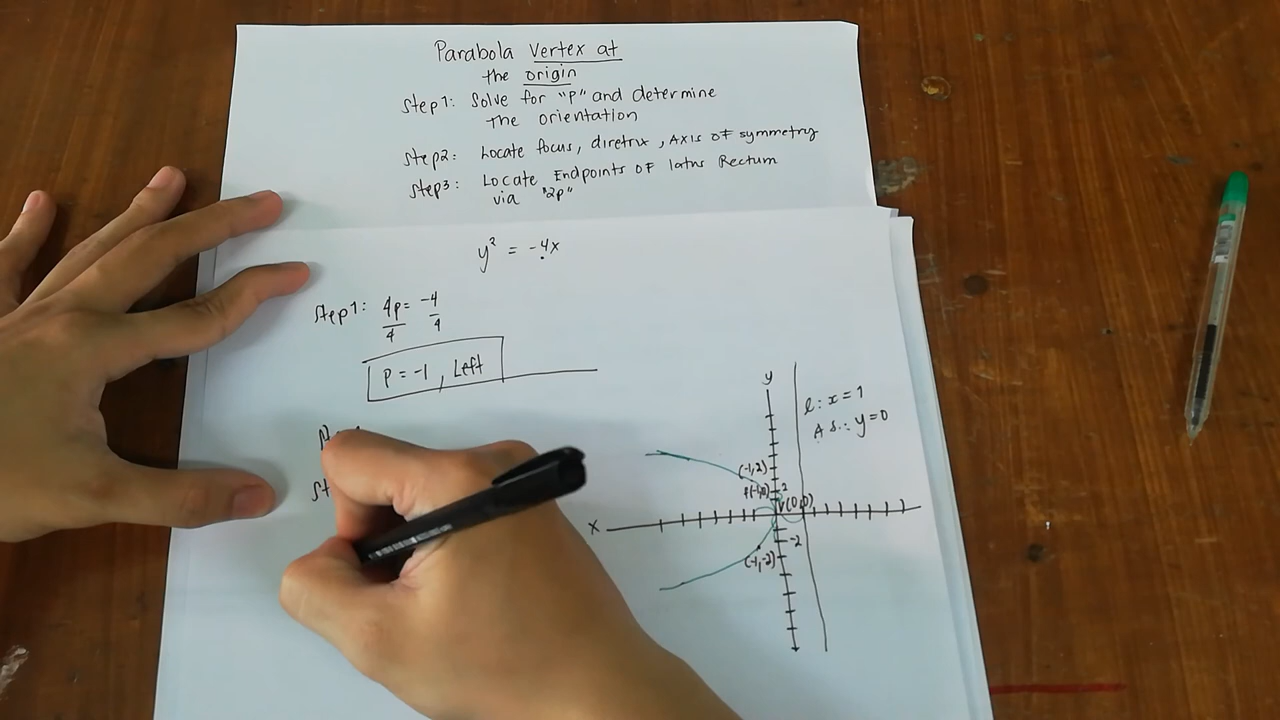 Parabola Vertex at
the origin
Step1: Solve for "p" and determine
the orientation
Step2: Locate focus, diretrix, Axis of symmetry
Step3: Locate Endpoints of latus Rectum
via "2p"
y² = -4x
Step1: 4p = -4
4 4
p = -1, Left
y
l: x = 1
A.S.: y=0
(-1,2)
F(-1,0) 2
V(0,0)
x
-2
(-1,-2)
St